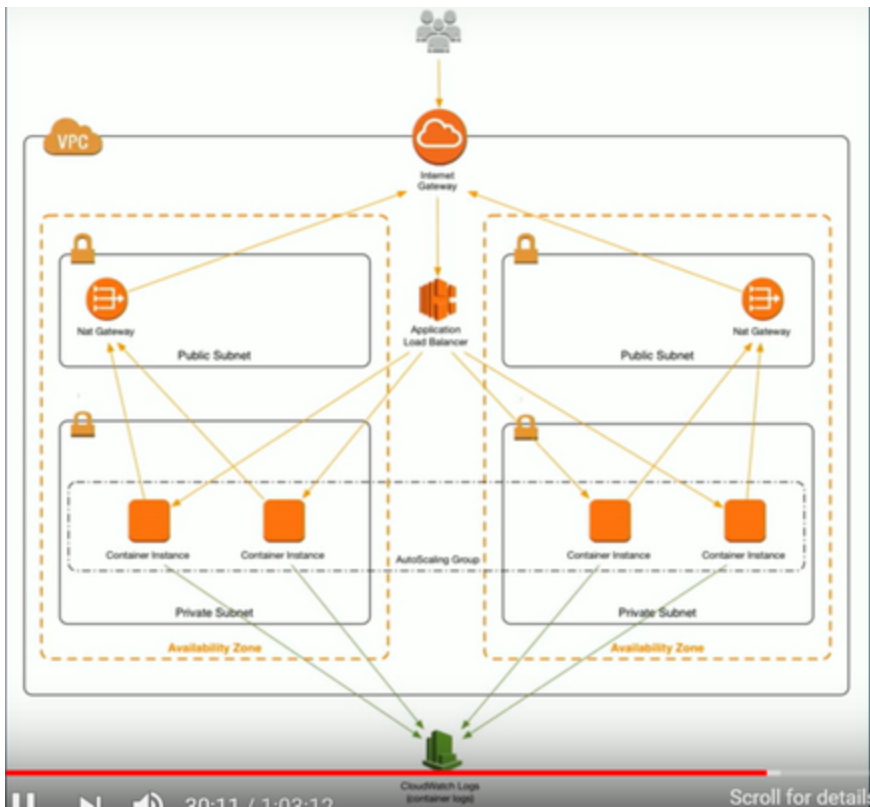 VPC
Internet
Gateway
Nat Gateway
Public Subnet
Application
Load Balancer
Nat Gateway
Public Subnet
Container Instance
Container Instance
AutoScaling Group
Container Instance
Container Instance
Private Subnet
Private Subnet
Availability Zone
Availability Zone
CloudWatch Logs
(container logs)
30:11 / 1:03:12
Scroll for details